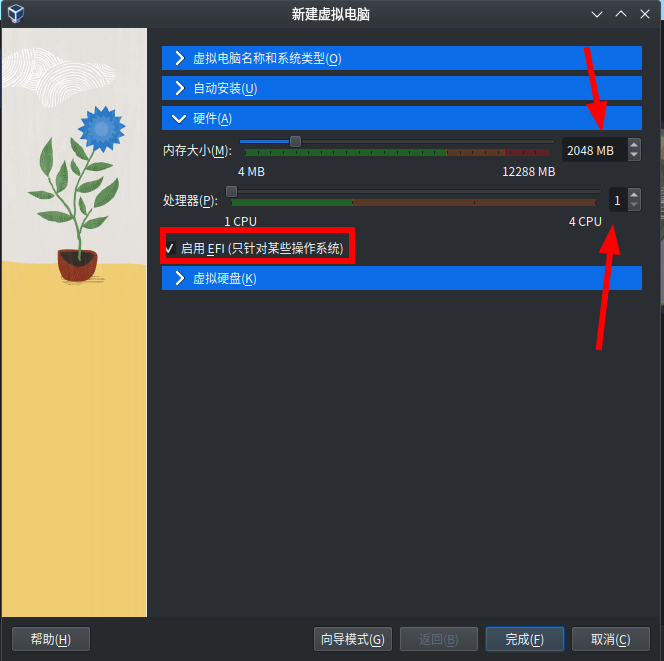 新建虚拟电脑
虚拟电脑名称和系统类型(O)
自动安装(U)
硬件(A)
内存大小(M):
2048 MB
4 MB
12288 MB
处理器(P):
1
1 CPU
4 CPU
启用 EFI (只针对某些操作系统)
虚拟硬盘(K)
帮助(H)
向导模式(G)
返回(B)
完成(F)
取消(C)